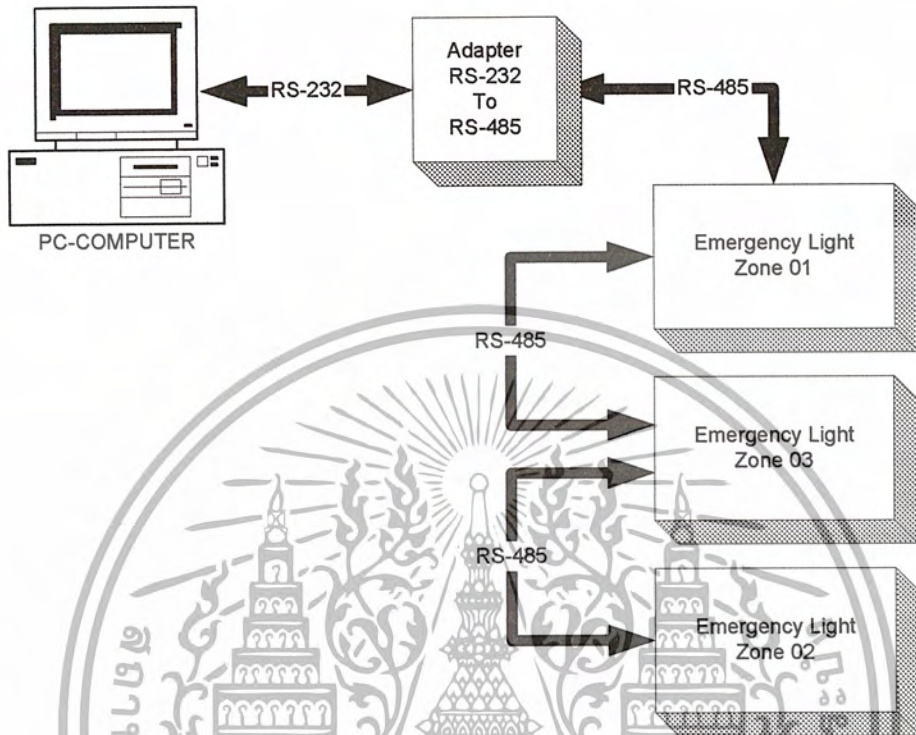 RS-232
Adapter
RS-232
To
RS-485
RS-485
PC-COMPUTER
Emergency Light
Zone 01
RS-485
Emergency Light
Zone 03
RS-485
Emergency Light
Zone 02